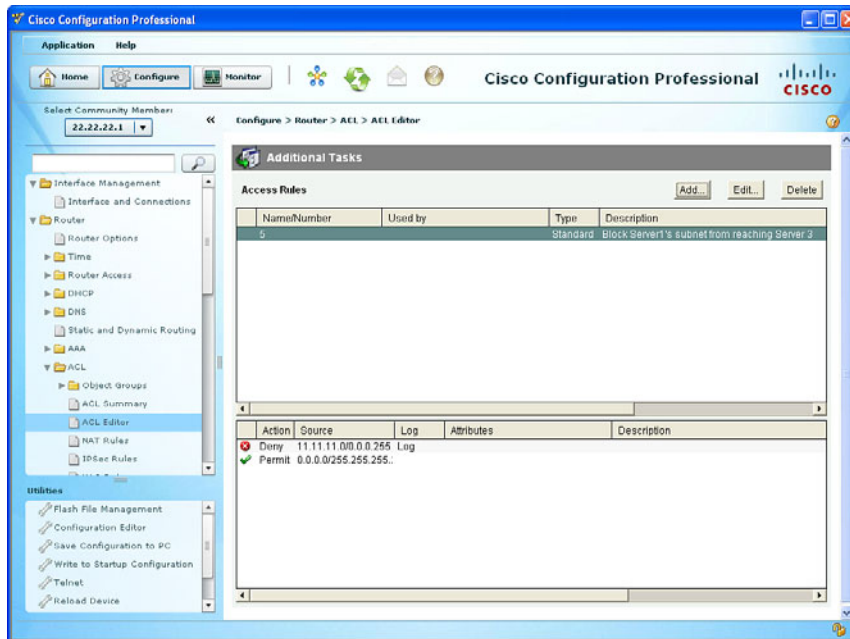 Cisco Configuration Professional
Application Help
Home Configure Monitor Cisco Configuration Professional CISCO
Select Community Member:
22.22.22.1
Configure > Router > ACL > ACL Editor
Interface Management
Interface and Connections
Router
Router Options
Time
Router Access
DHCP
DNS
Static and Dynamic Routing
AAA
ACL
Object Groups
ACL Summary
ACL Editor
NAT Rules
IPSec Rules
Utilities
Flash File Management
Configuration Editor
Save Configuration to PC
Write to Startup Configuration
Telnet
Reload Device
Additional Tasks
Access Rules Add... Edit... Delete
Name/Number Used by Type Description
5 Standard Block Server1's subnet from reaching Server 3
Action Source Log Attributes Description
Deny 11.11.11.0/0.0.0.255 Log
Permit 0.0.0.0/255.255.255.: